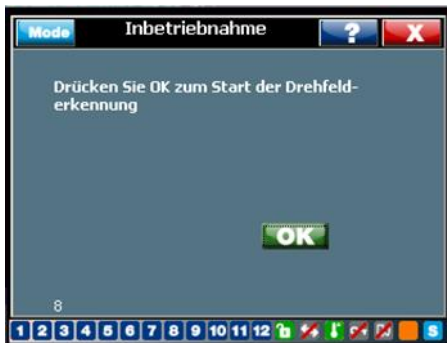 Mode Inbetriebnahme ? X
Drücken Sie OK zum Start der Drehfeld-
erkennung
OK
8
1 2 3 4 5 6 7 8 9 10 11 12 S